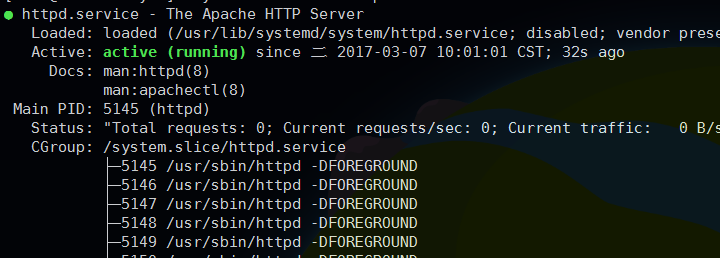 ● httpd.service - The Apache HTTP Server
Loaded: loaded (/usr/lib/systemd/system/httpd.service; disabled; vendor prese
Active: active (running) since 二 2017-03-07 10:01:01 CST; 32s ago
Docs: man:httpd(8)
man:apachectl(8)
Main PID: 5145 (httpd)
Status: "Total requests: 0; Current requests/sec: 0; Current traffic:   0 B/s
CGroup: /system.slice/httpd.service
├─5145 /usr/sbin/httpd -DFOREGROUND
├─5146 /usr/sbin/httpd -DFOREGROUND
├─5147 /usr/sbin/httpd -DFOREGROUND
├─5148 /usr/sbin/httpd -DFOREGROUND
├─5149 /usr/sbin/httpd -DFOREGROUND